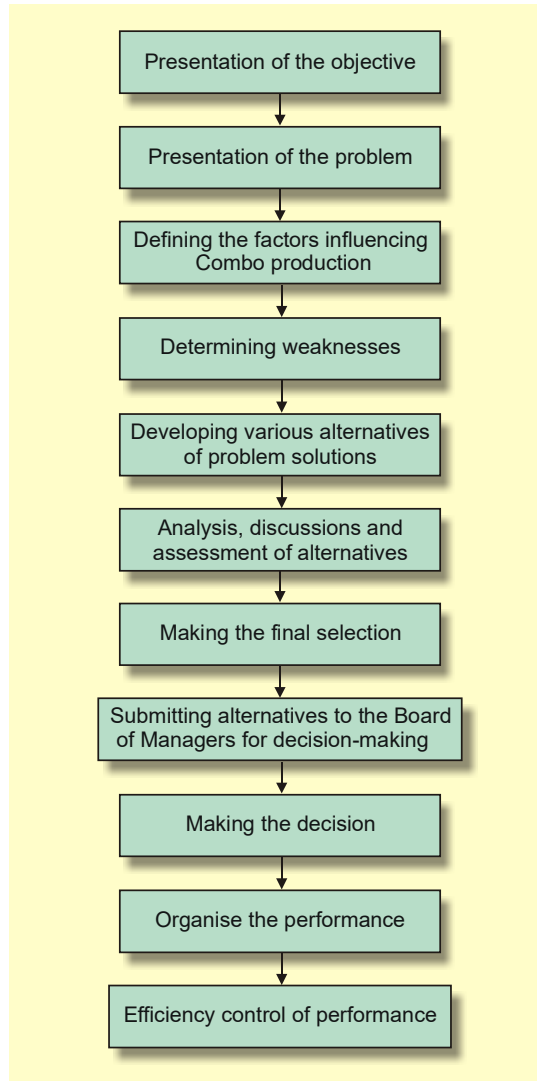 Presentation of the objective
Presentation of the problem
Defining the factors influencing
Combo production
Determining weaknesses
Developing various alternatives
of problem solutions
Analysis, discussions and
assessment of alternatives
Making the final selection
Submitting alternatives to the Board
of Managers for decision-making
Making the decision
Organise the performance
Efficiency control of performance